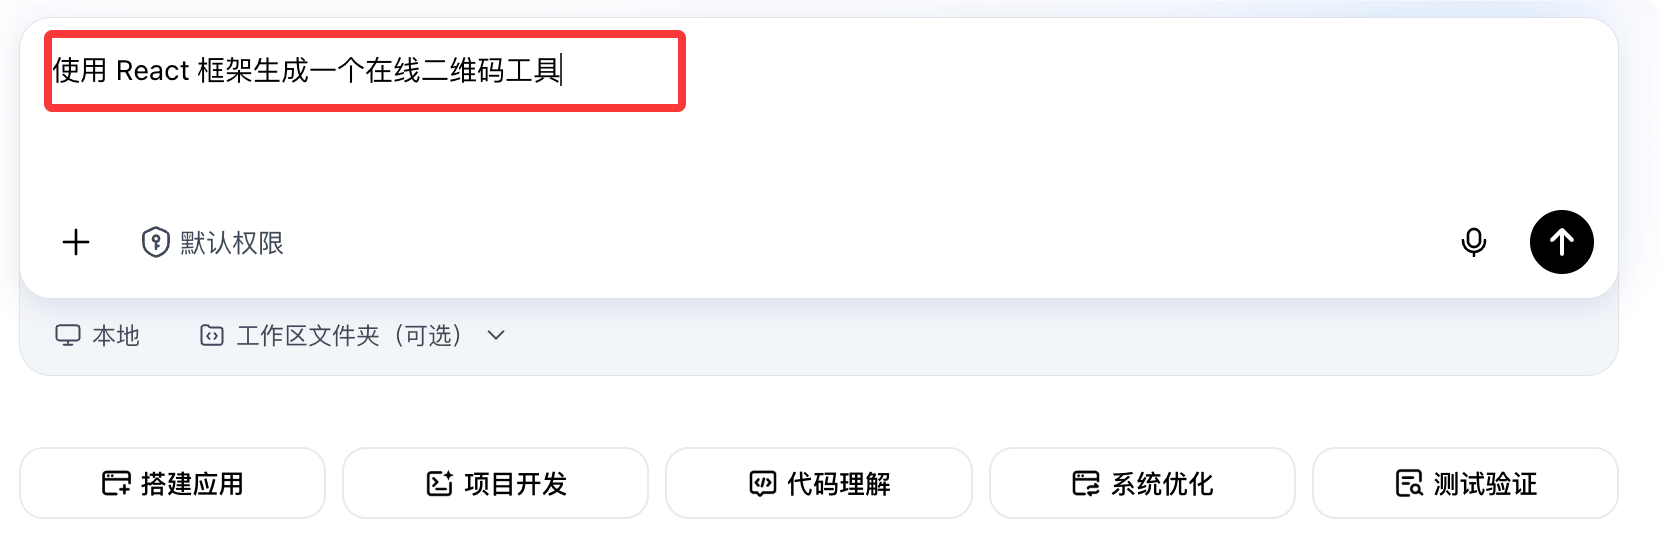 使用 React 框架生成一个在线二维码工具
默认权限
本地 工作区文件夹（可选）
搭建应用 项目开发 代码理解 系统优化 测试验证